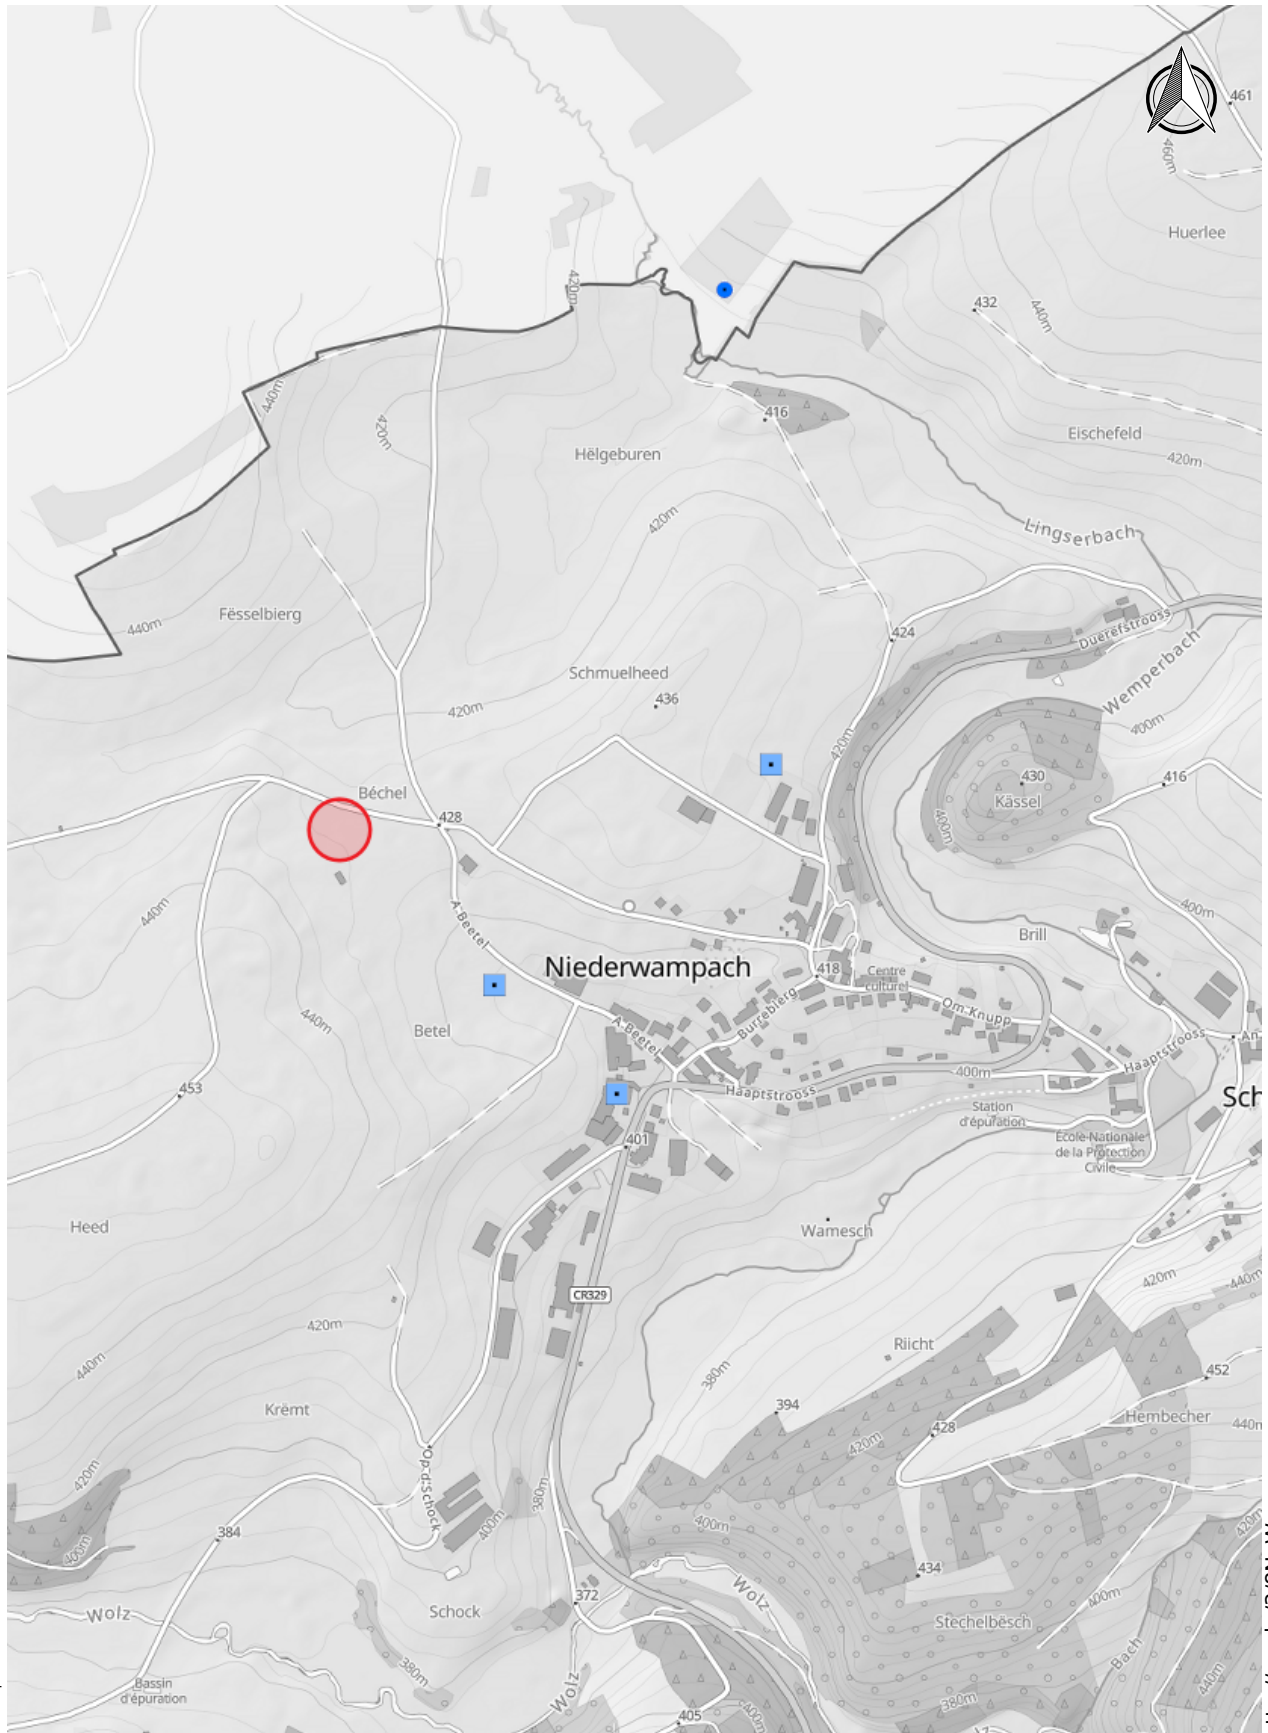 461
460m
Huerlee
420m
432
440m
440m
416
420m
Eischefeld
Hëlgeburen
420m
420m
Lingserbach
Fësselbierg
440m
Duerefstrooss
424
Wemperbach
Schmuelheed
436
420m
400m
420m
430
416
Kässel
Béchel
428
400m
440m
400m
A Beetel
Brill
Niederwampach
418
Centre
culturel
Burrebierg
Om Knupp
440m
Betel
A Beetel
Haaptstrooss
An
400m
453
Haaptstrooss
Sch
Station
d'épuration
401
École Nationale
de la Protection
Civile
Heed
Wamesch
420m
440m
CR329
420m
Riicht
440m
380m
452
394
Krëmt
Hembecher
440m
428
420m
420m
Op d'Schock
380m
400m
400m
420m
384
400m
434
372
Wolz
400m
Wolz
Schock
Stechelbësch
Bach
380m
Bassin
d'épuration
440m
Wolz
380m
405
400m